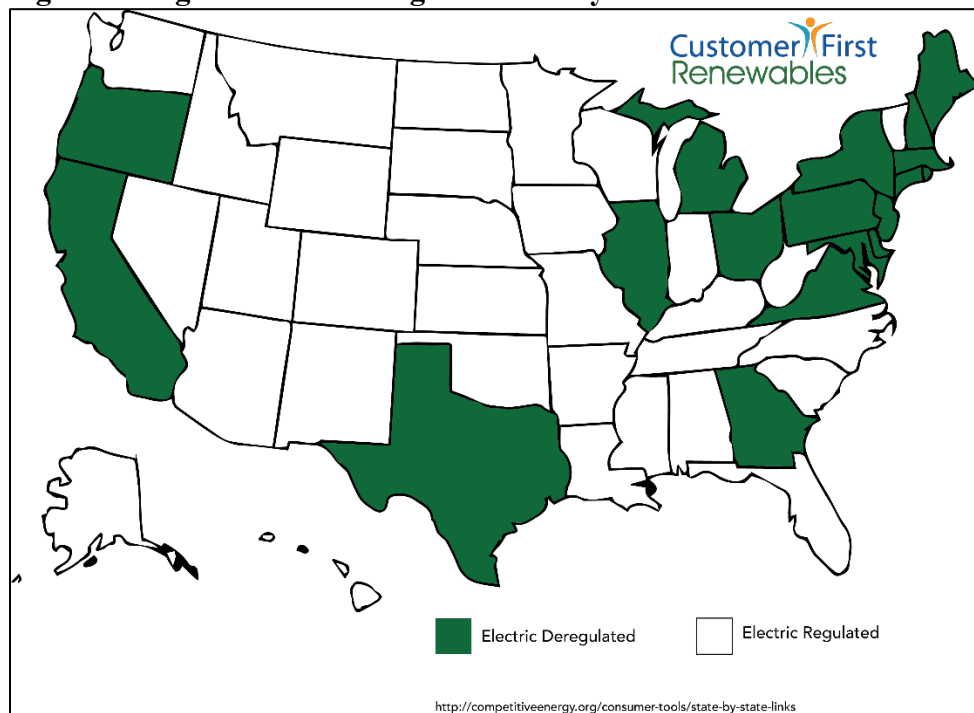 Customer First
Renewables
Electric Deregulated
Electric Regulated
http://competitiveenergy.org/consumer-tools/state-by-state-links